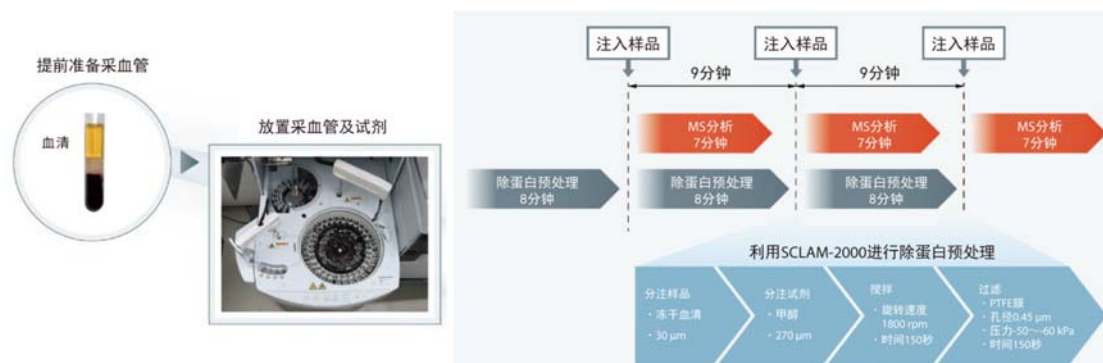 提前准备采血管
血清
放置采血管及试剂
注入样品
注入样品
注入样品
9分钟
9分钟
MS分析
7分钟
MS分析
7分钟
MS分析
7分钟
除蛋白预处理
8分钟
除蛋白预处理
8分钟
除蛋白预处理
8分钟
利用SCLAM-2000进行除蛋白预处理
分注样品
・冻干血清
・30 μm
分注试剂
・甲醇
・270 μm
搅拌
・旋转速度
1800 rpm
・时间150秒
过滤
・PTFE膜
・孔径0.45 μm
・压力-50～-60 kPa
・时间150秒